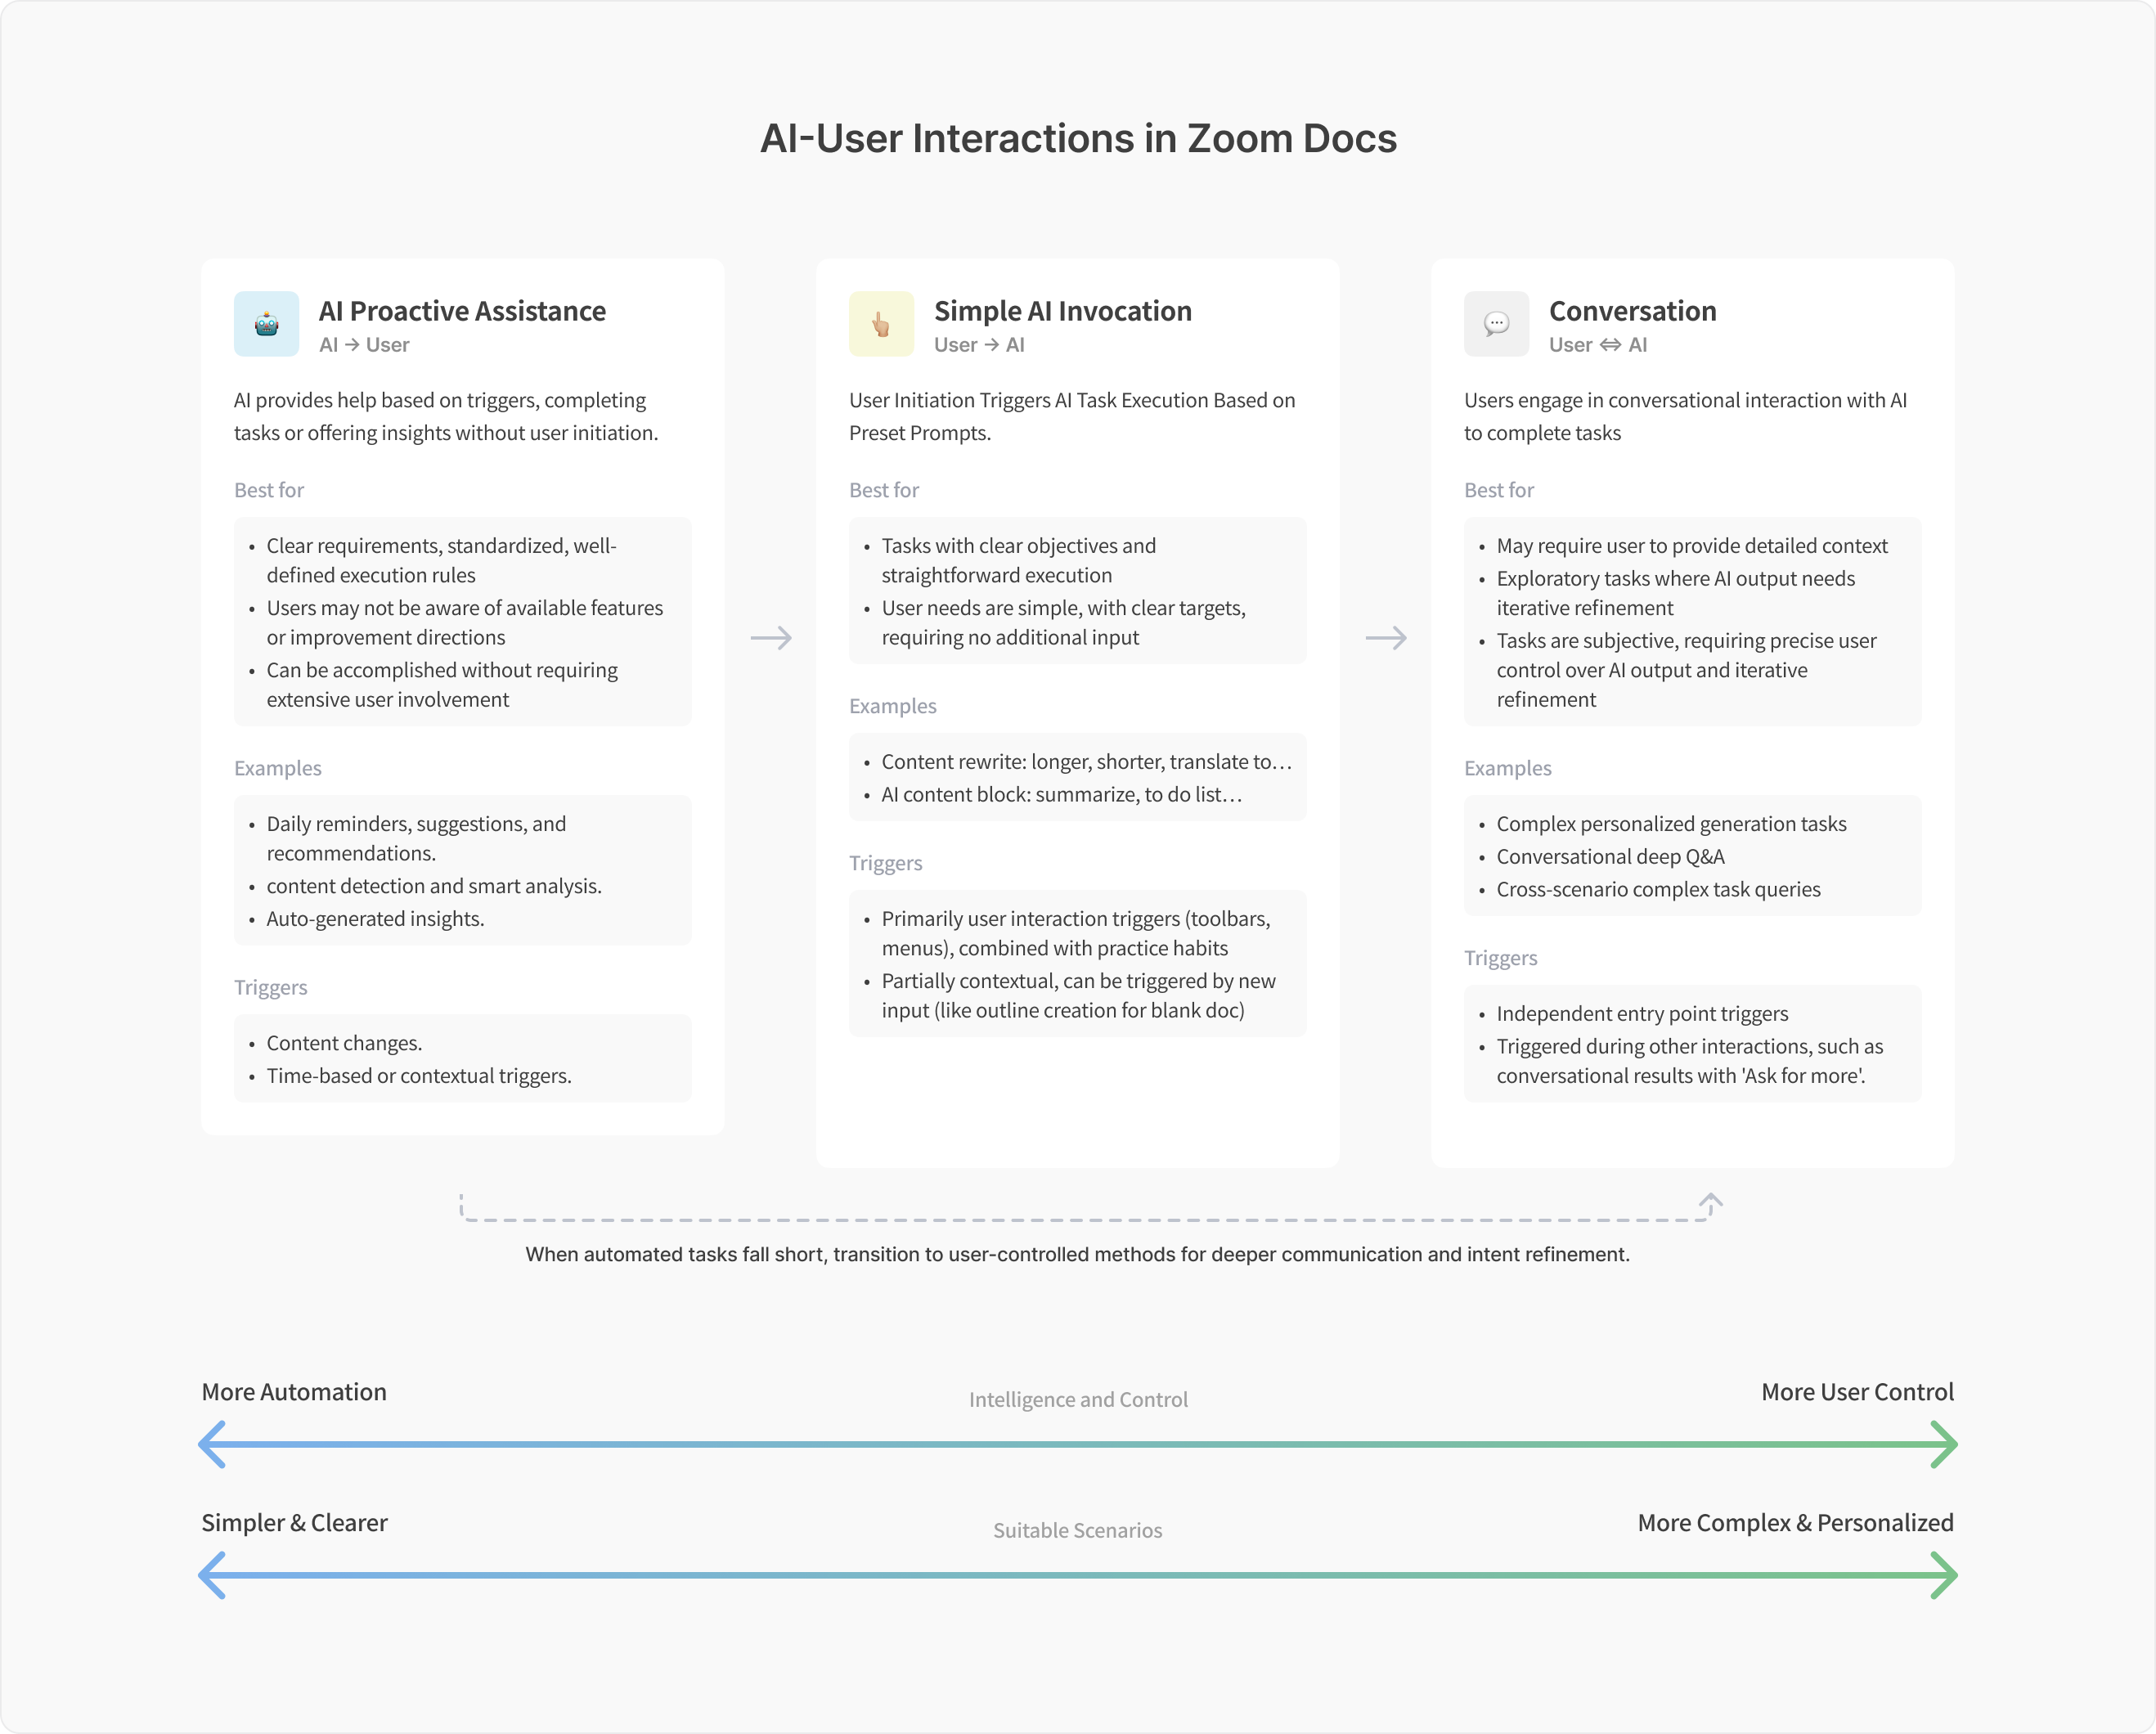 AI-User Interactions in Zoom Docs
AI Proactive Assistance
AI → User
AI provides help based on triggers, completing
tasks or offering insights without user initiation.
Best for
• Clear requirements, standardized, well-
defined execution rules
• Users may not be aware of available features
or improvement directions
• Can be accomplished without requiring
extensive user involvement
Examples
• Daily reminders, suggestions, and
recommendations.
• content detection and smart analysis.
• Auto-generated insights.
Triggers
• Content changes.
• Time-based or contextual triggers.
Simple AI Invocation
User → AI
User Initiation Triggers AI Task Execution Based on
Preset Prompts.
Best for
• Tasks with clear objectives and
straightforward execution
• User needs are simple, with clear targets,
requiring no additional input
Examples
• Content rewrite: longer, shorter, translate to…
• AI content block: summarize, to do list…
Triggers
• Primarily user interaction triggers (toolbars,
menus), combined with practice habits
• Partially contextual, can be triggered by new
input (like outline creation for blank doc)
Conversation
User ⇔ AI
Users engage in conversational interaction with AI
to complete tasks
Best for
• May require user to provide detailed context
• Exploratory tasks where AI output needs
iterative refinement
• Tasks are subjective, requiring precise user
control over AI output and iterative
refinement
Examples
• Complex personalized generation tasks
• Conversational deep Q&A
• Cross-scenario complex task queries
Triggers
• Independent entry point triggers
• Triggered during other interactions, such as
conversational results with 'Ask for more'.
When automated tasks fall short, transition to user-controlled methods for deeper communication and intent refinement.
More Automation
Intelligence and Control
More User Control
Simpler & Clearer
Suitable Scenarios
More Complex & Personalized